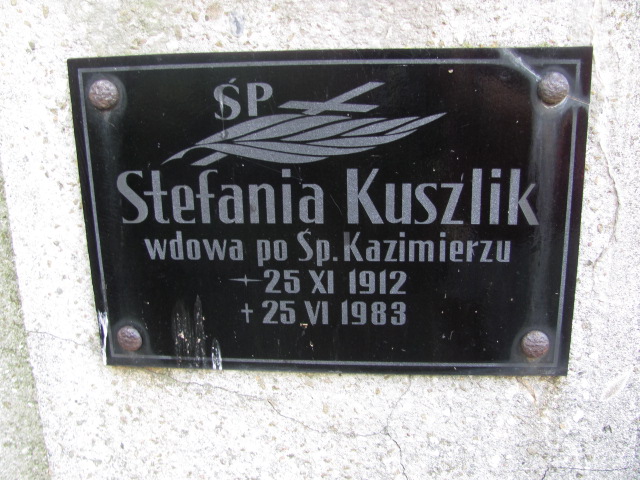 ŚP
Stefania Kuszlik
wdowa po Śp. Kazimierzu
25 XI 1912
† 25 VI 1983